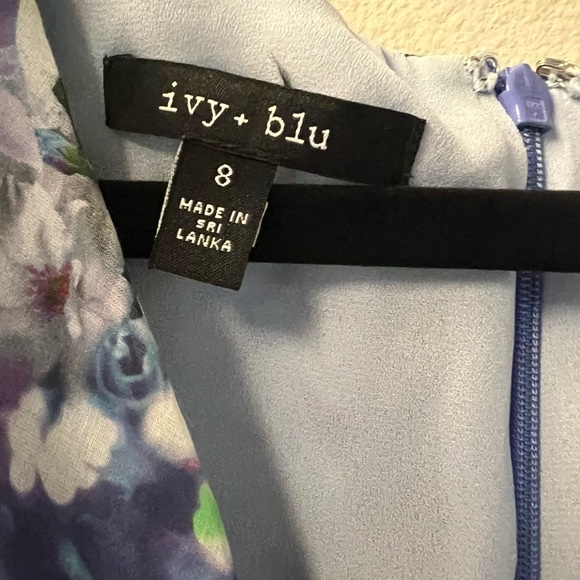 ivy + blu
8
MADE IN
SRI
LANKA